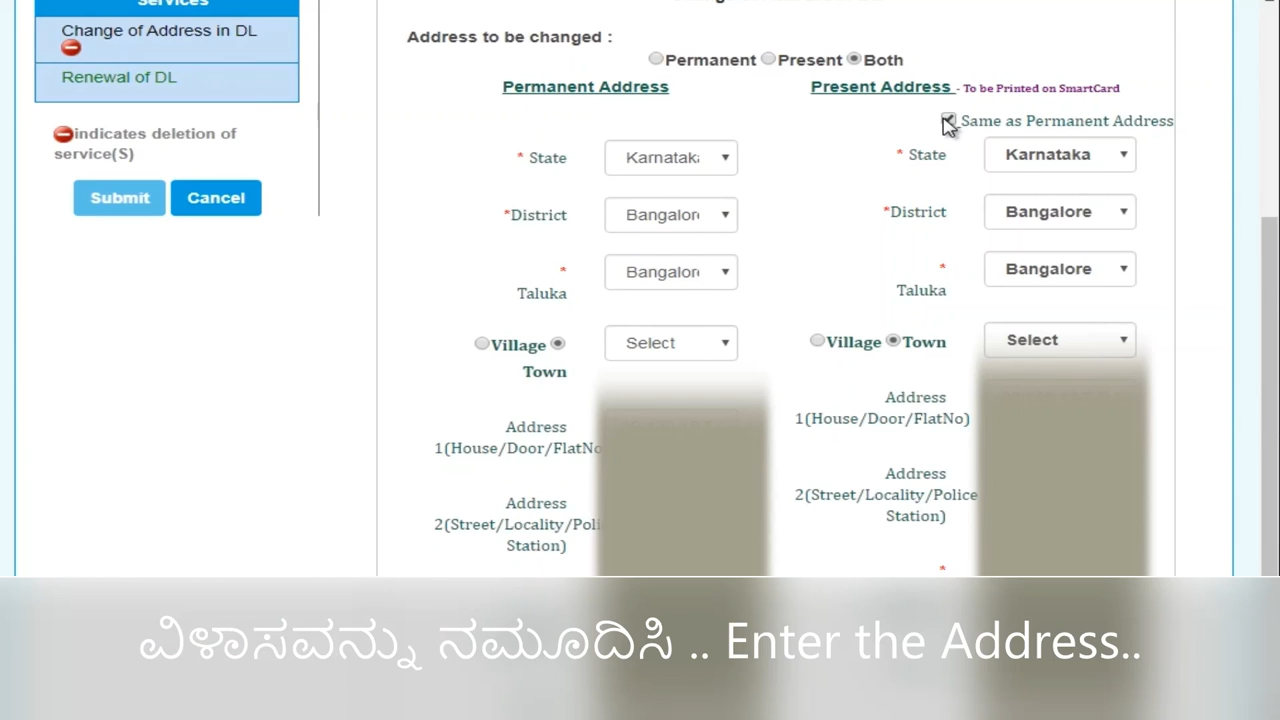 Services
Change of Address in DL
Renewal of DL
indicates deletion of
service(S)
Submit
Cancel
Address to be changed :
Permanent Present Both
Permanent Address
Present Address - To be Printed on SmartCard
Same as Permanent Address
* State Karnataka
* State Karnataka
*District Bangalor
*District Bangalore
*
Taluka Bangalor
*
Taluka Bangalore
Village
Town Select
Village Town Select
Address
1(House/Door/FlatNo
Address
1(House/Door/FlatNo)
Address
2(Street/Locality/Poli
Station)
Address
2(Street/Locality/Police
Station)
*
ವಿಳಾಸವನ್ನು ನಮೂದಿಸಿ .. Enter the Address..